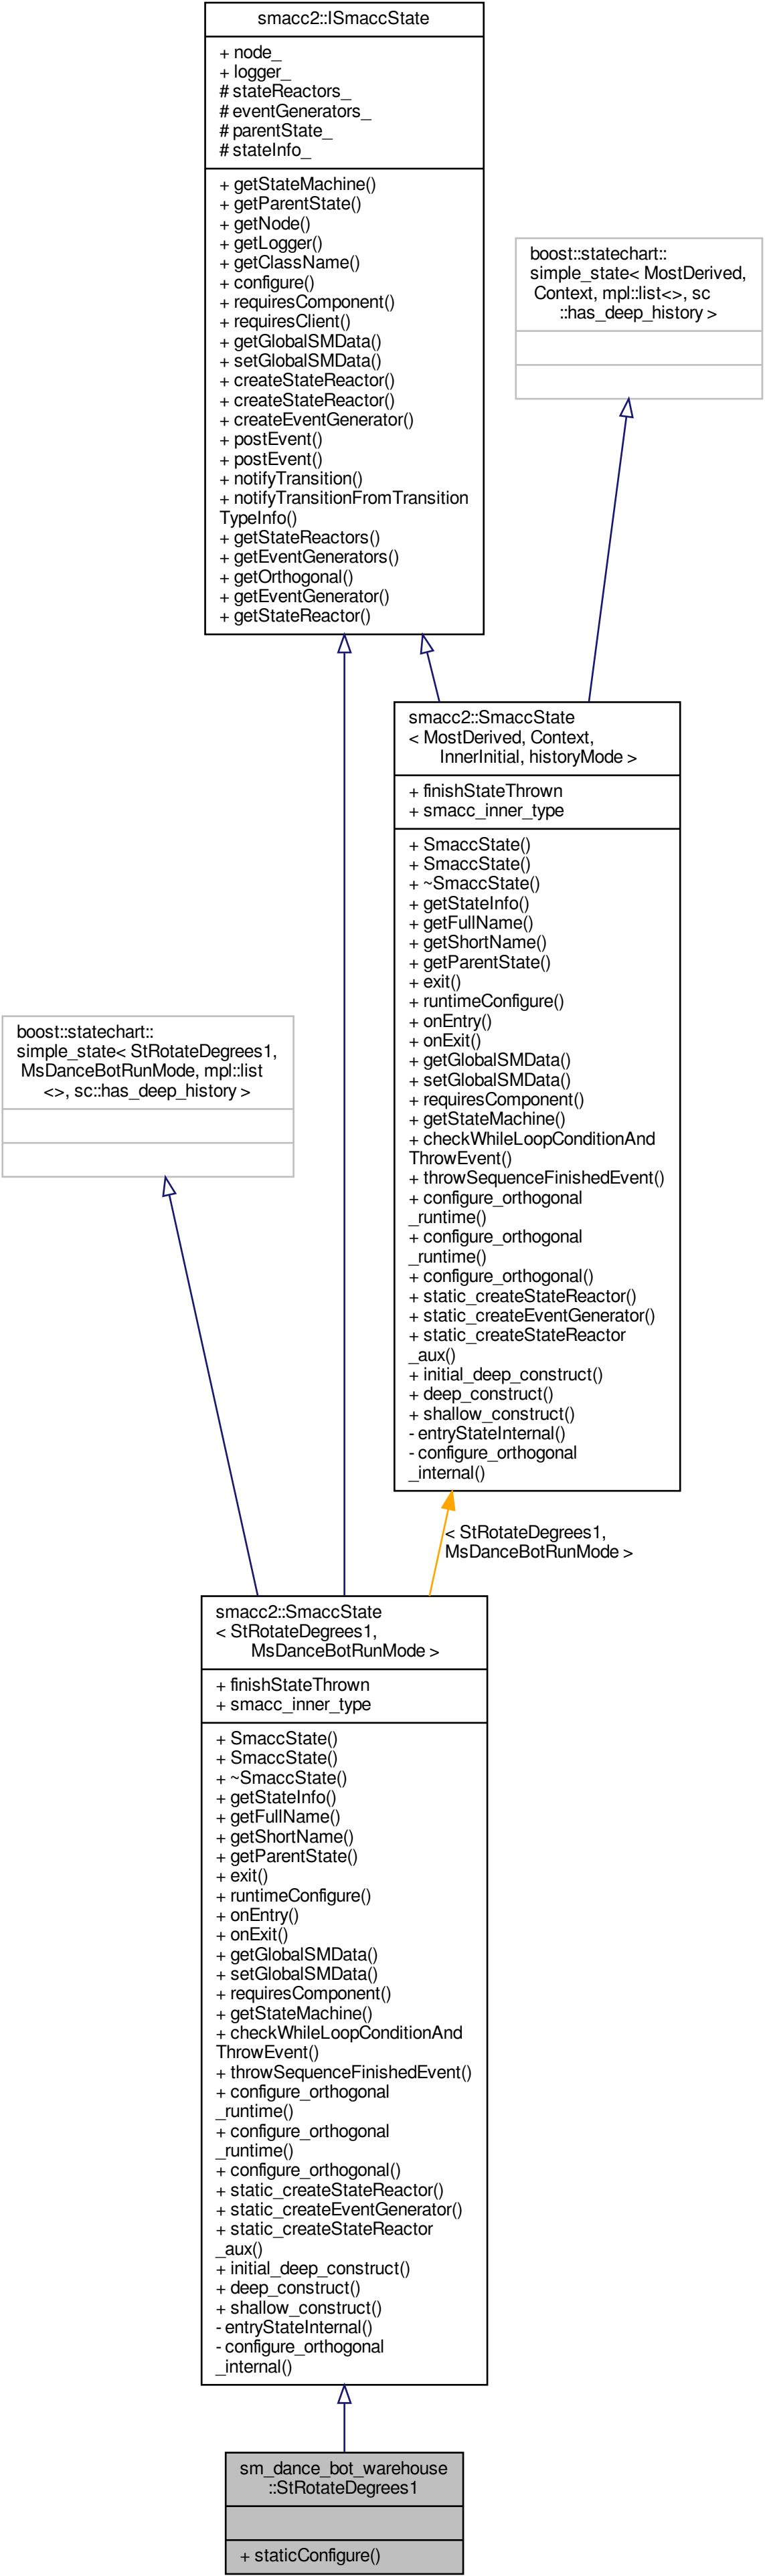 smacc2::ISmaccState
+ node_
+ logger_
# stateReactors_
# eventGenerators_
# parentState_
# stateInfo_
+ getStateMachine()
+ getParentState()
+ getNode()
+ getLogger()
+ getClassName()
+ configure()
+ requiresComponent()
+ requiresClient()
+ getGlobalSMData()
+ setGlobalSMData()
+ createStateReactor()
+ createStateReactor()
+ createEventGenerator()
+ postEvent()
+ postEvent()
+ notifyTransition()
+ notifyTransitionFromTransition
TypeInfo()
+ getStateReactors()
+ getEventGenerators()
+ getOrthogonal()
+ getEventGenerator()
+ getStateReactor()
boost::statechart::
simple_state< MostDerived,
Context, mpl::list<>, sc
::has_deep_history >
smacc2::SmaccState
< MostDerived, Context,
InnerInitial, historyMode >
+ finishStateThrown
+ smacc_inner_type
+ SmaccState()
+ SmaccState()
+ ~SmaccState()
+ getStateInfo()
+ getFullName()
+ getShortName()
+ getParentState()
+ exit()
+ runtimeConfigure()
+ onEntry()
+ onExit()
+ getGlobalSMData()
+ setGlobalSMData()
+ requiresComponent()
+ getStateMachine()
+ checkWhileLoopConditionAnd
ThrowEvent()
+ throwSequenceFinishedEvent()
+ configure_orthogonal
_runtime()
+ configure_orthogonal
_runtime()
+ configure_orthogonal()
+ static_createStateReactor()
+ static_createEventGenerator()
+ static_createStateReactor
_aux()
+ initial_deep_construct()
+ deep_construct()
+ shallow_construct()
- entryStateInternal()
- configure_orthogonal
_internal()
boost::statechart::
simple_state< StRotateDegrees1,
MsDanceBotRunMode, mpl::list
<>, sc::has_deep_history >
< StRotateDegrees1,
MsDanceBotRunMode >
smacc2::SmaccState
< StRotateDegrees1,
MsDanceBotRunMode >
+ finishStateThrown
+ smacc_inner_type
+ SmaccState()
+ SmaccState()
+ ~SmaccState()
+ getStateInfo()
+ getFullName()
+ getShortName()
+ getParentState()
+ exit()
+ runtimeConfigure()
+ onEntry()
+ onExit()
+ getGlobalSMData()
+ setGlobalSMData()
+ requiresComponent()
+ getStateMachine()
+ checkWhileLoopConditionAnd
ThrowEvent()
+ throwSequenceFinishedEvent()
+ configure_orthogonal
_runtime()
+ configure_orthogonal
_runtime()
+ configure_orthogonal()
+ static_createStateReactor()
+ static_createEventGenerator()
+ static_createStateReactor
_aux()
+ initial_deep_construct()
+ deep_construct()
+ shallow_construct()
- entryStateInternal()
- configure_orthogonal
_internal()
sm_dance_bot_warehouse
::StRotateDegrees1
+ staticConfigure()